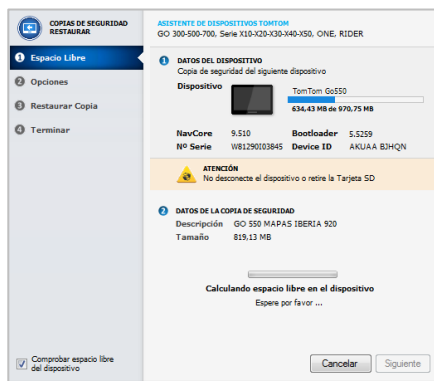 COPIAS DE SEGURIDAD
RESTAURAR
1 Espacio Libre
2 Opciones
3 Restaurar Copia
4 Terminar
Comprobar espacio libre
del dispositivo
ASISTENTE DE DISPOSITIVOS TOMTOM
GO 300-500-700, Serie X10-X20-X30-X40-X50, ONE, RIDER
1 DATOS DEL DISPOSITIVO
Copia de seguridad del siguiente dispositivo
Dispositivo
TomTom Go550
634,43 MB de 970,75 MB
NavCore 9.510 Bootloader 5.5259
Nº Serie W81290I03845 Device ID AKUAA BJHQN
ATENCIÓN
No desconecte el dispositivo o retire la Tarjeta SD
2 DATOS DE LA COPIA DE SEGURIDAD
Descripción GO 550 MAPAS IBERIA 920
Tamaño 819,13 MB
Calculando espacio libre en el dispositivo
Espere por favor ...
Cancelar Siguiente